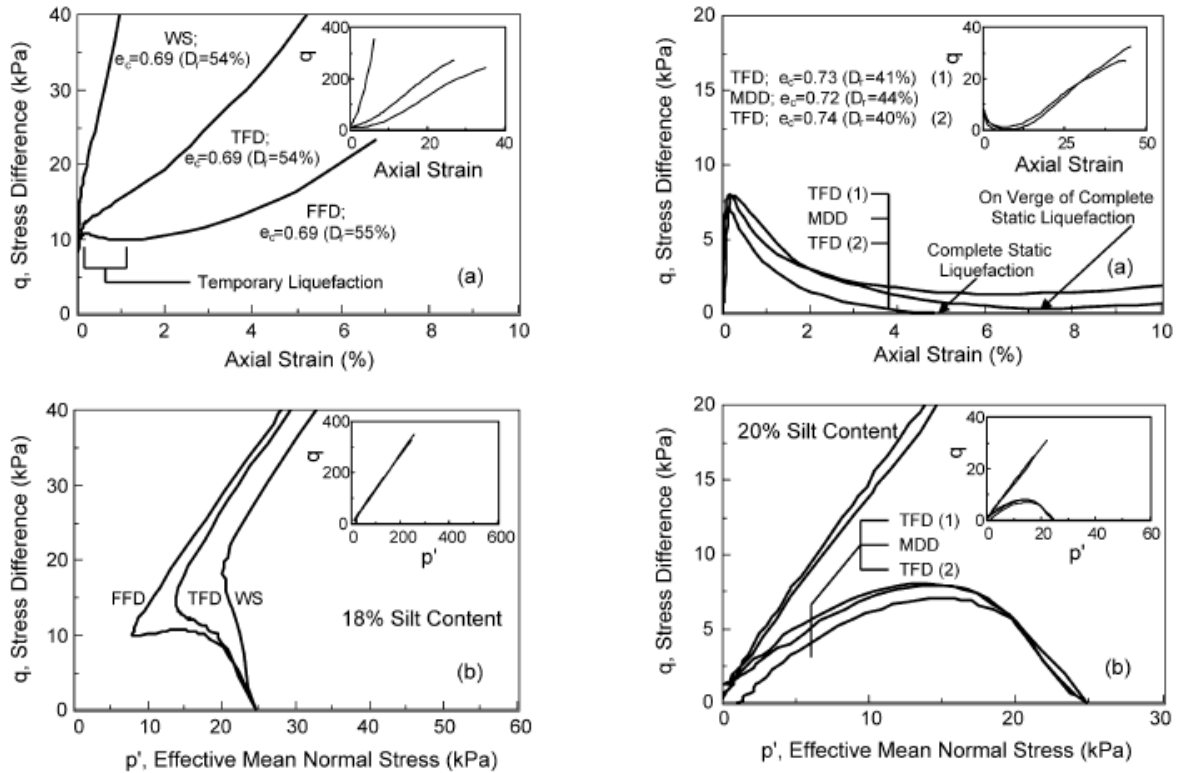 40
30
20
10
0
q, Stress Difference (kPa)
WS;
e_c=0.69 (D_r=54%)
TFD;
e_c=0.69 (D_r=54%)
FFD;
e_c=0.69 (D_r=55%)
Temporary Liquefaction
(a)
400
200
0
q
0 20 40
Axial Strain
0 2 4 6 8 10
Axial Strain (%)
20
15
10
5
0
q, Stress Difference (kPa)
TFD; e_c=0.73 (D_r=41%) (1)
MDD; e_c=0.72 (D_r=44%)
TFD; e_c=0.74 (D_r=40%) (2)
40
20
0
q
0 25 50
Axial Strain
TFD (1)
MDD
TFD (2)
On Verge of Complete
Static Liquefaction
Complete Static
Liquefaction
(a)
0 2 4 6 8 10
Axial Strain (%)
40
30
20
10
0
q, Stress Difference (kPa)
FFD
TFD
WS
18% Silt Content
(b)
400
200
0
q
0 200 400 600
p'
0 10 20 30 40 50 60
p', Effective Mean Normal Stress (kPa)
20
15
10
5
0
q, Stress Difference (kPa)
20% Silt Content
40
20
0
q
0 20 40 60
p'
TFD (1)
MDD
TFD (2)
(b)
0 10 20 30
p', Effective Mean Normal Stress (kPa)